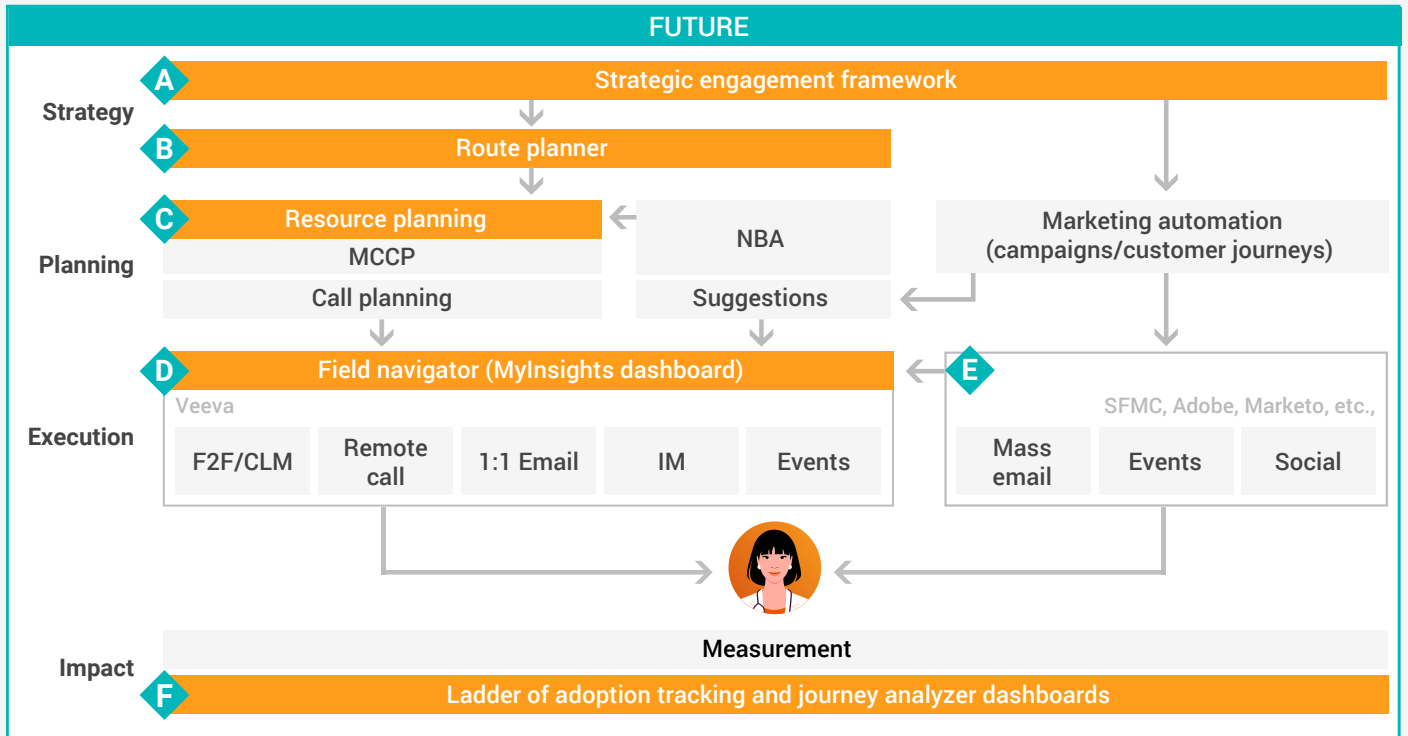 FUTURE
A
Strategic engagement framework
Strategy
B
Route planner
C
Resource planning
NBA
Marketing automation
(campaigns/customer journeys)
MCCP
Planning
Call planning
Suggestions
D
Field navigator (MyInsights dashboard)
E
Veeva
SFMC, Adobe, Marketo, etc.,
Execution
F2F/CLM
Remote
call
1:1 Email
IM
Events
Mass
email
Events
Social
Measurement
Impact
F
Ladder of adoption tracking and journey analyzer dashboards